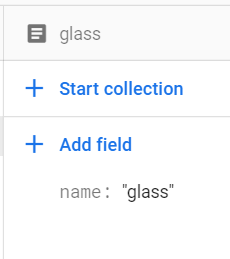 glass
Start collection
Add field
name: "glass"